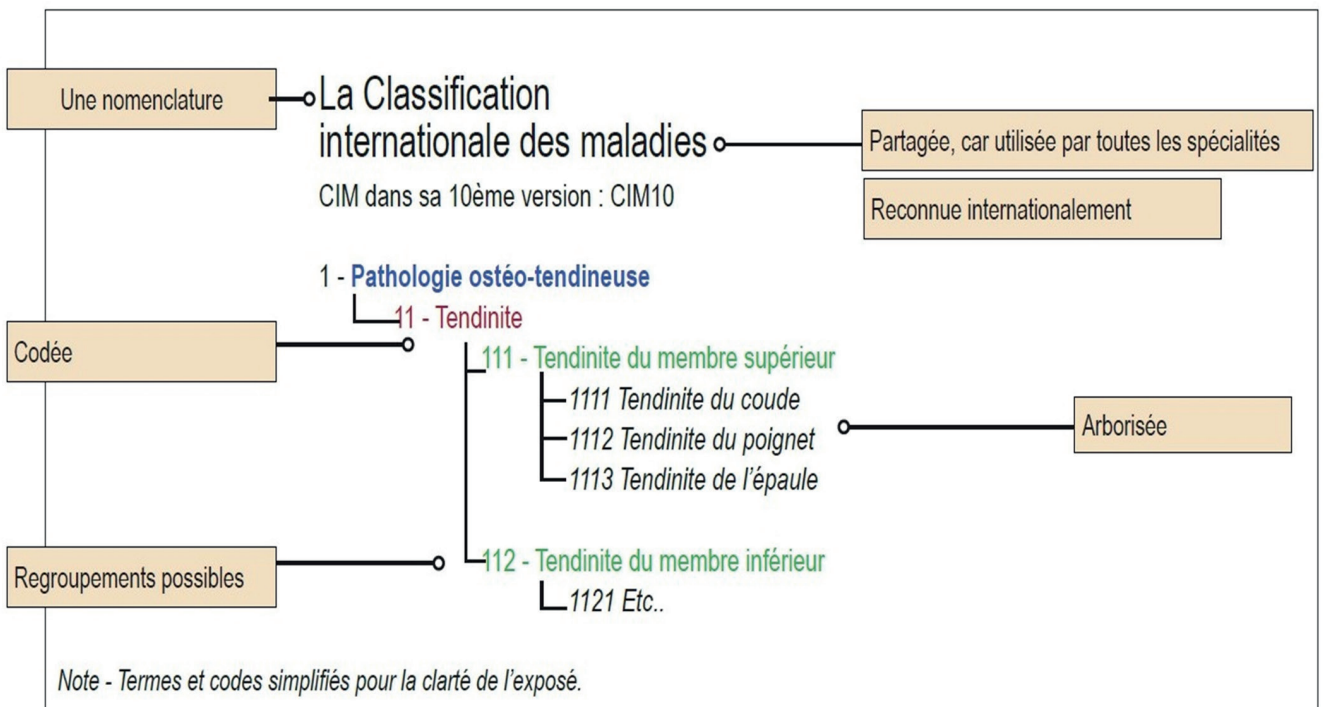 Une nomenclature
La Classification
internationale des maladies
Partagée, car utilisée par toutes les spécialités
CIM dans sa 10ème version : CIM10
Reconnue internationalement
1 - Pathologie ostéo-tendineuse
11 - Tendinite
Codée
111 - Tendinite du membre supérieur
1111 Tendinite du coude
1112 Tendinite du poignet
Arborisée
1113 Tendinite de l'épaule
112 - Tendinite du membre inférieur
Regroupements possibles
1121 Etc..
Note - Termes et codes simplifiés pour la clarté de l'exposé.